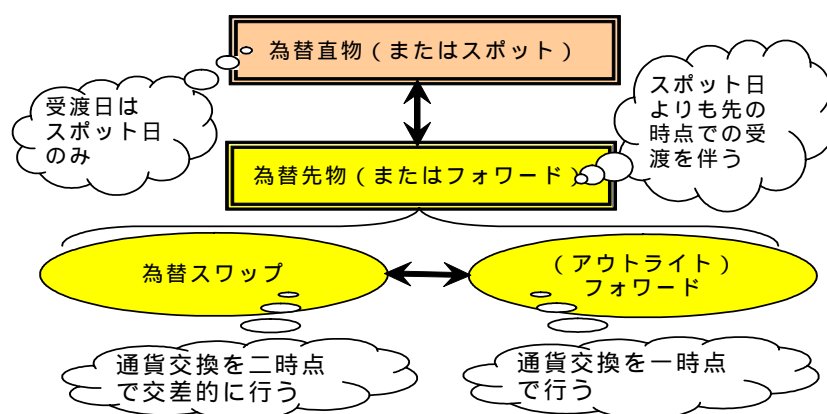 為替直物（またはスポット）
受渡日は
スポット日
のみ
スポット日
よりも先の
時点での受
渡を伴う
為替先物（またはフォワード）
為替スワップ
（アウトライト）
フォワード
通貨交換を二時点
で交差的に行う
通貨交換を一時点
で行う